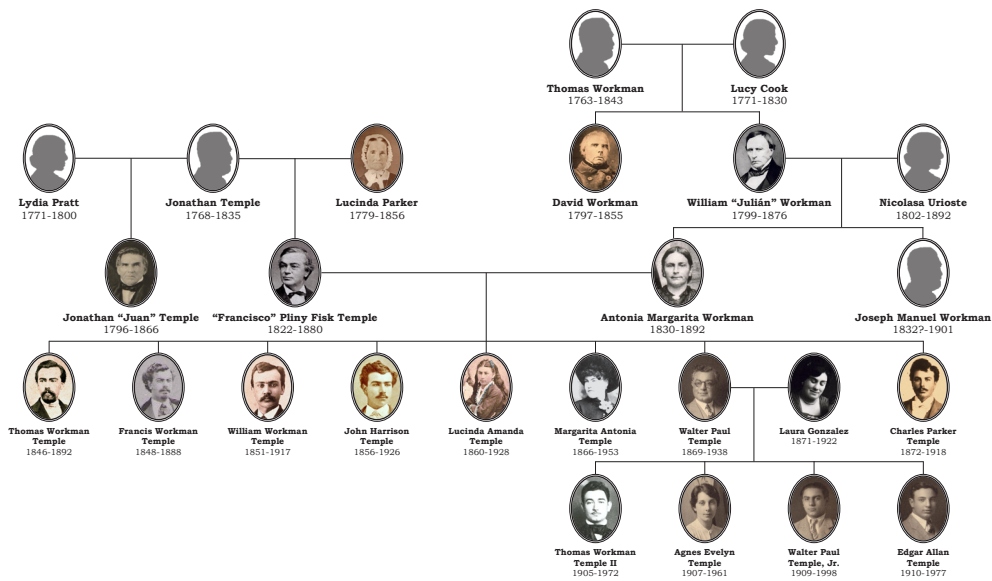 Thomas Workman
1763-1843
Lucy Cook
1771-1830
Lydia Pratt
1771-1800
Jonathan Temple
1768-1835
Lucinda Parker
1779-1856
David Workman
1797-1855
William “Julián” Workman
1799-1876
Nicolasa Urioste
1802-1892
Jonathan “Juan” Temple
1796-1866
“Francisco” Pliny Fisk Temple
1822-1880
Antonia Margarita Workman
1830-1892
Joseph Manuel Workman
1832?-1901
Thomas Workman
Temple
1846-1892
Francis Workman
Temple
1848-1888
William Workman
Temple
1851-1917
John Harrison
Temple
1856-1926
Lucinda Amanda
Temple
1860-1928
Margarita Antonia
Temple
1866-1953
Walter Paul
Temple
1869-1938
Laura Gonzalez
1871-1922
Charles Parker
Temple
1872-1918
Thomas Workman
Temple II
1905-1972
Agnes Evelyn
Temple
1907-1961
Walter Paul
Temple, Jr.
1909-1998
Edgar Allan
Temple
1910-1977